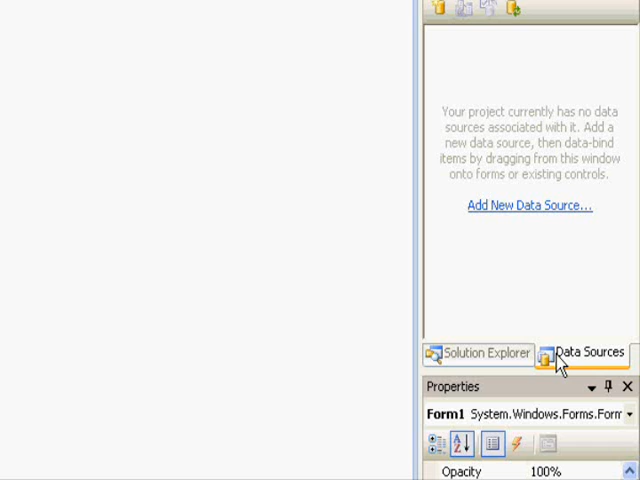 Your project currently has no data
sources associated with it. Add a
new data source, then data-bind
items by dragging from this window
onto forms or existing controls.
Add New Data Source...
Solution Explorer
Data Sources
Properties
Form1 System.Windows.Forms.Form
Opacity 100%